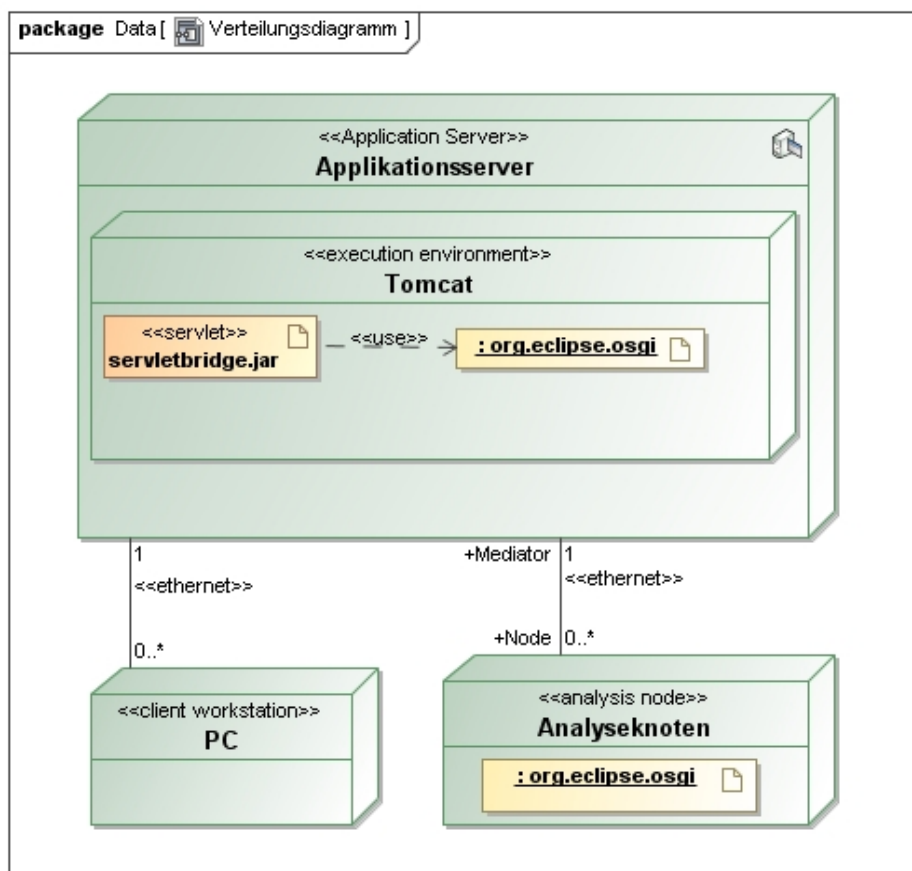 package Data [ Verteilungsdiagramm ]
<<Application Server>>
Applikationsserver
<<execution environment>>
Tomcat
<<servlet>>
servletbridge.jar
<<use>>
: org.eclipse.osgi
1
<<ethernet>>
0..*
+Mediator 1
<<ethernet>>
+Node 0..*
<<client workstation>>
PC
<<analysis node>>
Analyseknoten
: org.eclipse.osgi